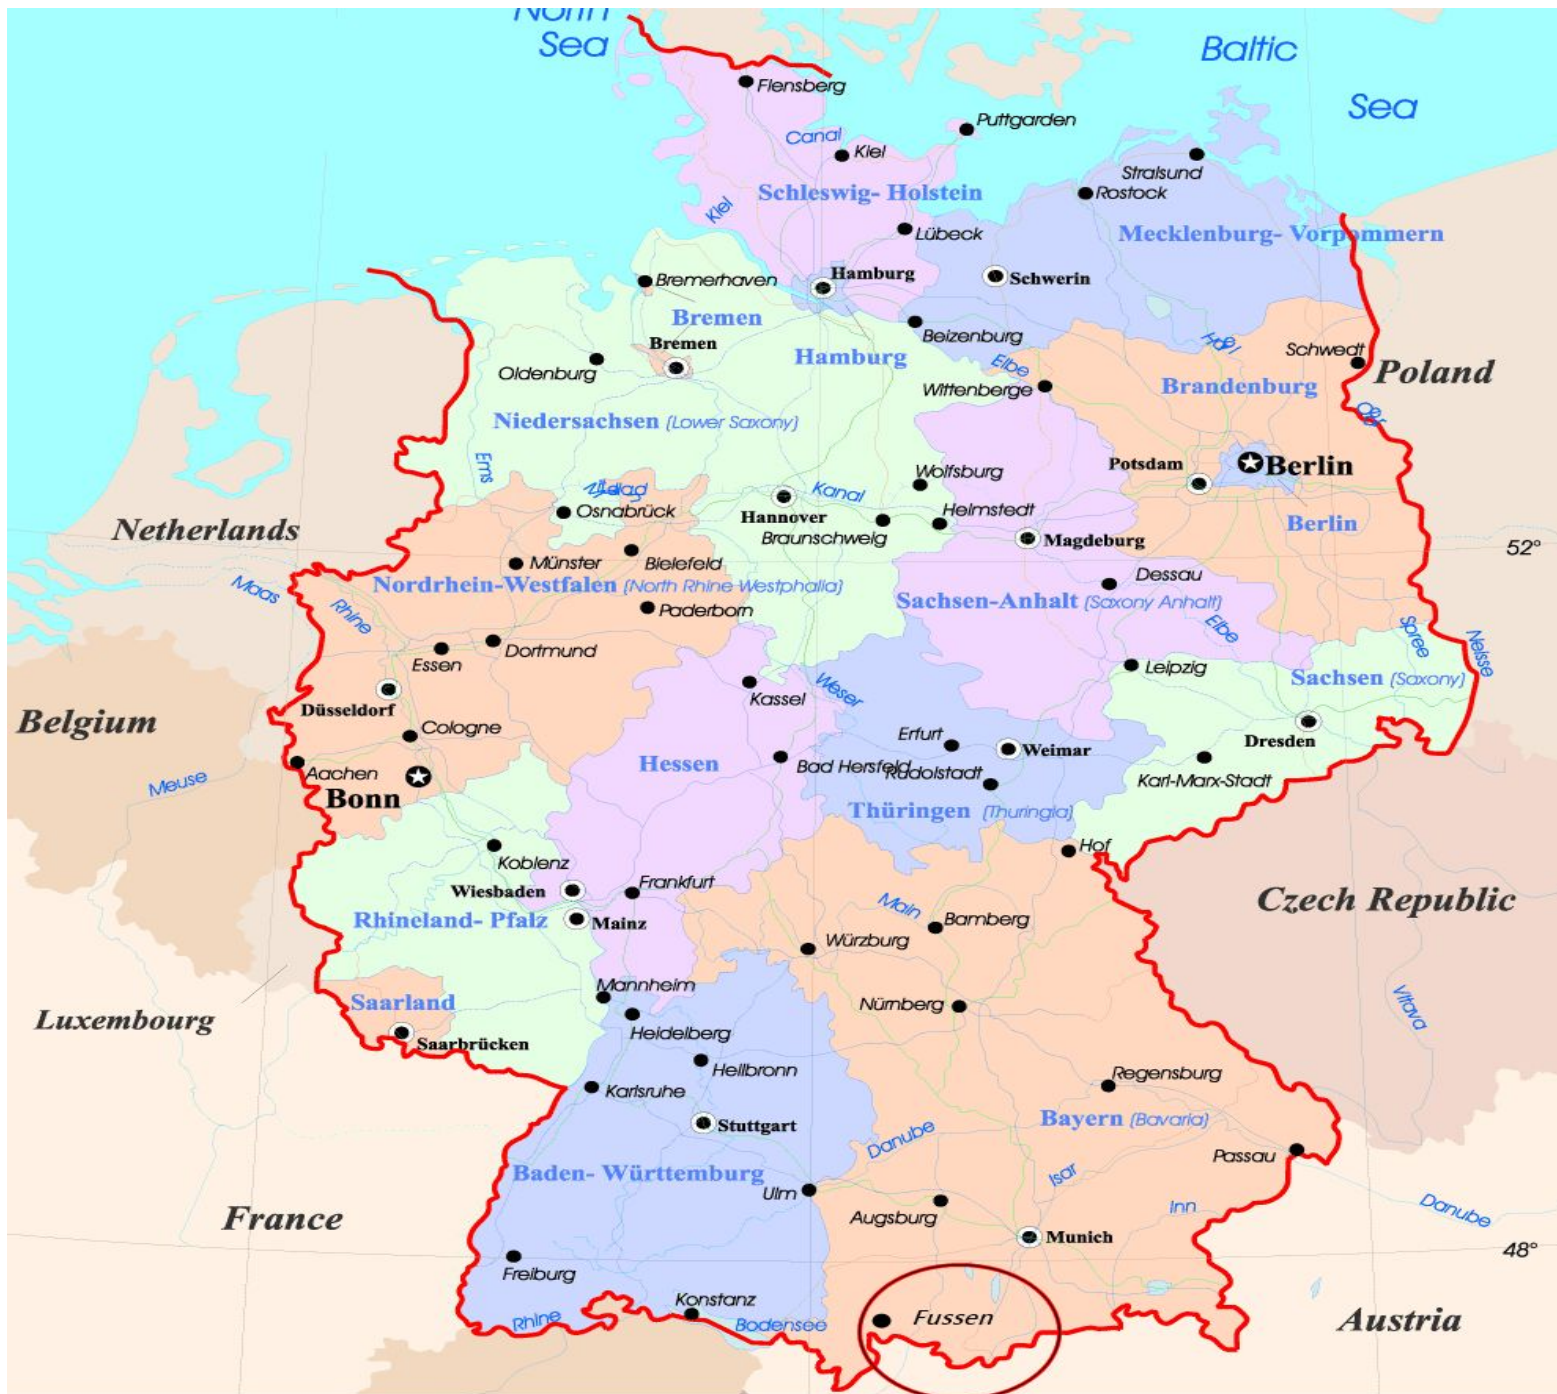 North
Sea
Baltic
Sea
Flensberg
Puttgarden
Canal
Kiel
Stralsund
Schleswig- Holstein
Rostock
Kiel
Lübeck
Mecklenburg- Vorpommern
Hamburg
Schwerin
Bremerhaven
Bremen
Beizenburg
Bremen
Hamburg
Schwedt
Oldenburg
Elbe
Poland
Wittenberge
Brandenburg
Niedersachsen (Lower Saxony)
Ems
Wolfsburg
Potsdam
Berlin
Kanal
Osnabrück
Hannover
Helmstedt
Berlin
Netherlands
Braunschweig
Magdeburg
52°
Münster
Bielefeld
Nordrhein-Westfalen (North Rhine Westphalia)
Dessau
Maas
Rhine
Paderborn
Sachsen-Anhalt (Saxony Anhalt)
Elbe
Spree
Neisse
Essen
Dortmund
Leipzig
Sachsen (Saxony)
Kassel
Weser
Düsseldorf
Belgium
Cologne
Erfurt
Weimar
Dresden
Aachen
Hessen
Bad Hersfeld
Rudolstadt
Karl-Marx-Stadt
Meuse
Bonn
Thüringen (Thuringia)
Hof
Koblenz
Wiesbaden
Frankfurt
Czech Republic
Rhineland- Pfalz
Mainz
Main
Bamberg
Würzburg
Mannheim
Saarland
Nürnberg
Vltava
Luxembourg
Heidelberg
Saarbrücken
Heilbronn
Regensburg
Karlsruhe
Stuttgart
Bayern (Bavaria)
Danube
Passau
Baden- Württemburg
Isar
Ulm
Augsburg
Inn
Danube
France
Munich
48°
Freiburg
Konstanz
Rhine
Bodensee
Fussen
Austria